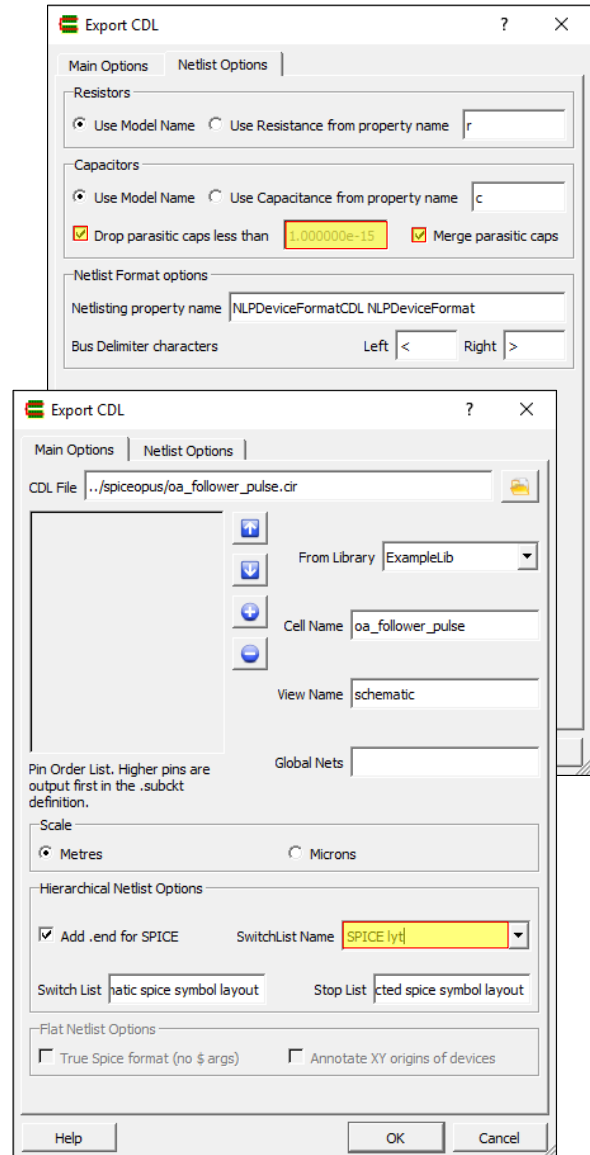 Export CDL ?
Main Options Netlist Options
Resistors
Use Model Name Use Resistance from property name r
Capacitors
Use Model Name Use Capacitance from property name c
Drop parasitic caps less than 1.000000e-15 Merge parasitic caps
Netlist Format options
Netlisting property name NLPDeviceFormatCDL NLPDeviceFormat
Bus Delimiter characters Left < Right >
Export CDL ?
Main Options Netlist Options
CDL File ../spiceopus/oa_follower_pulse.cir
From Library ExampleLib
Cell Name oa_follower_pulse
View Name schematic
Global Nets
Pin Order List. Higher pins are
output first in the .subckt
definition.
Scale
Metres Microns
Hierarchical Netlist Options
Add .end for SPICE SwitchList Name SPICE lyt
Switch List natic spice symbol layout Stop List cted spice symbol layout
Flat Netlist Options
True Spice format (no $ args) Annotate XY origins of devices
Help OK Cancel